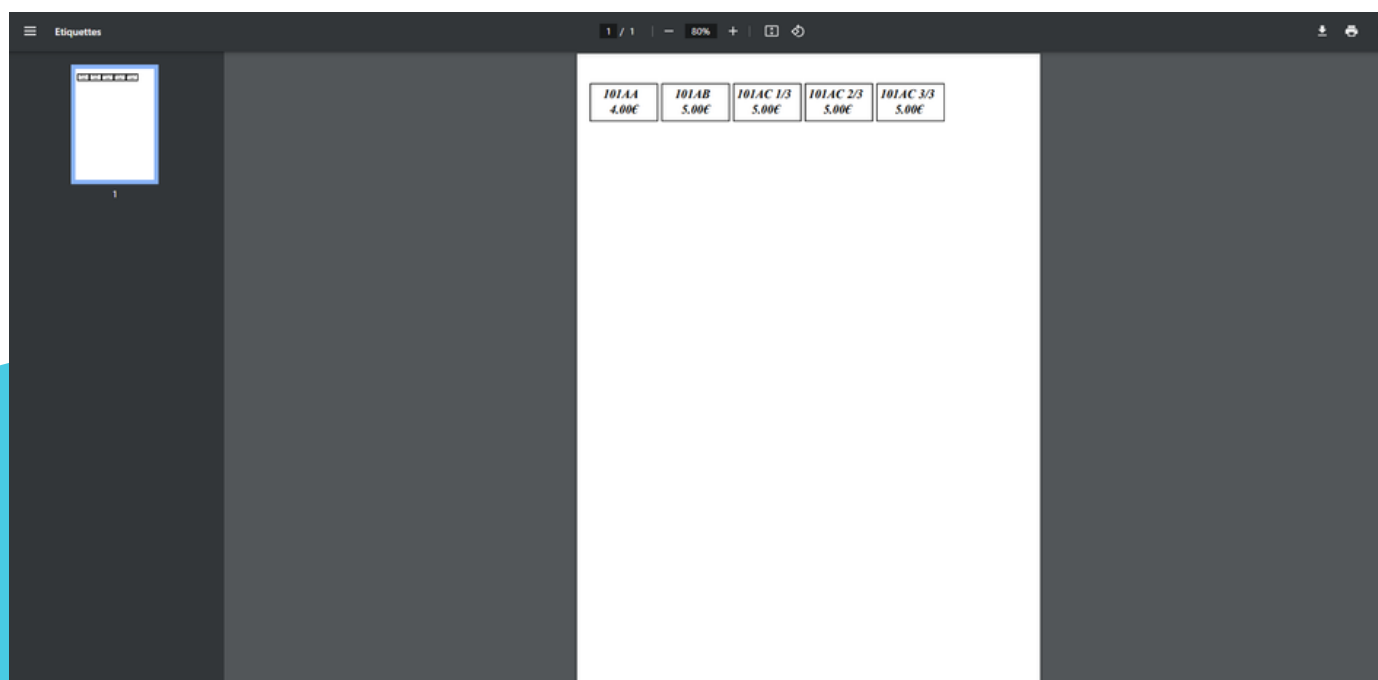 Etiquettes
1 / 1
80%
1
101AA
4.00€
101AB
5.00€
101AC 1/3
5.00€
101AC 2/3
5.00€
101AC 3/3
5.00€